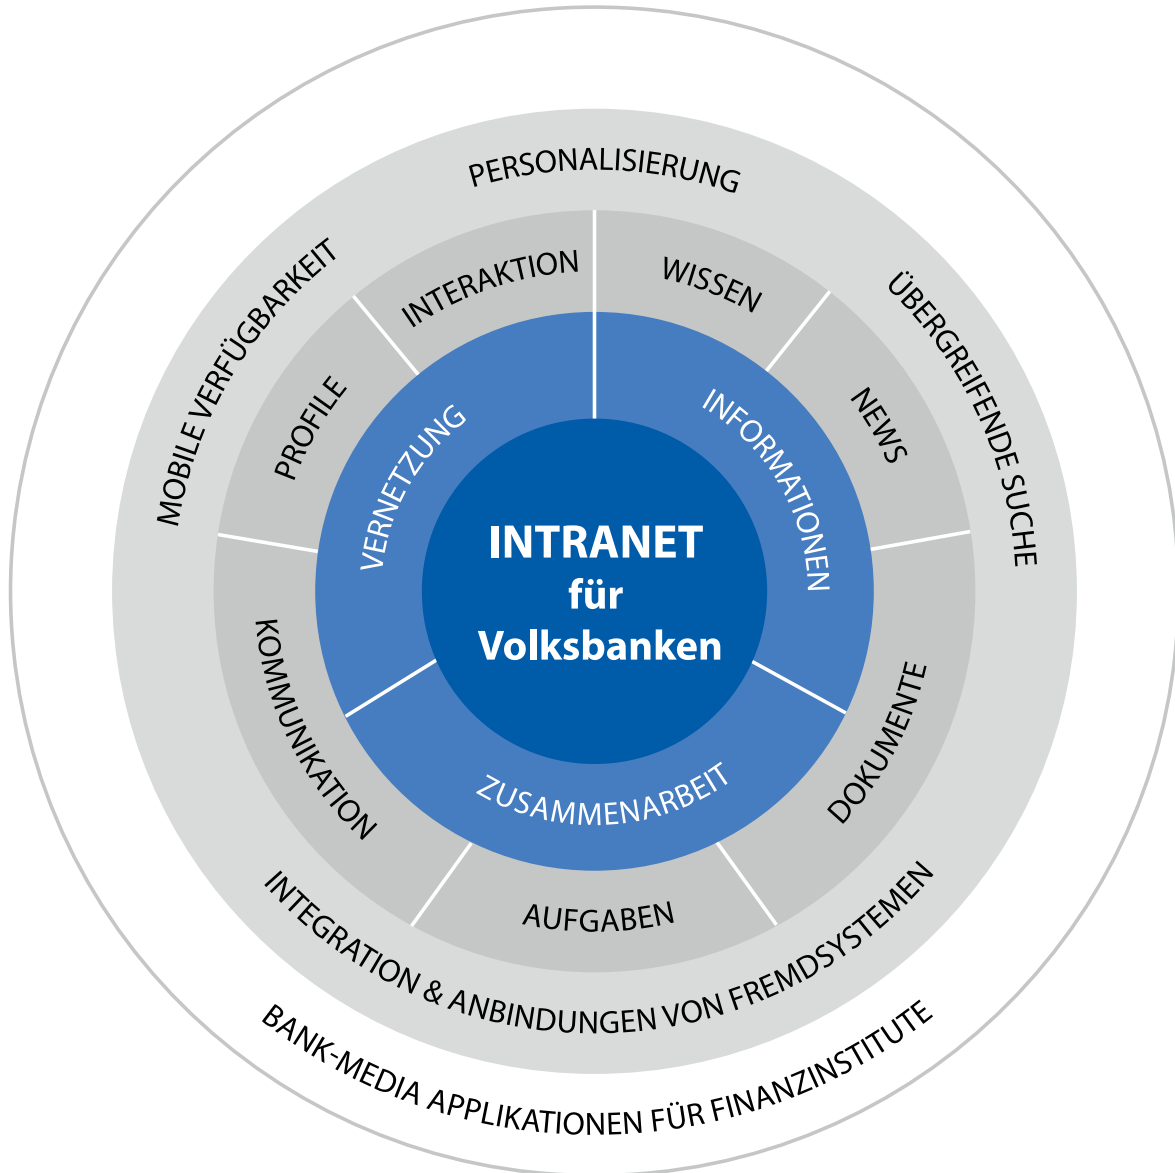 PERSONALISIERUNG
MOBILE VERFÜGBARKEIT
ÜBERGREIFENDE SUCHE
INTERAKTION
WISSEN
PROFILE
NEWS
VERNETZUNG
INFORMATIONEN
INTRANET
für
Volksbanken
KOMMUNIKATION
DOKUMENTE
ZUSAMMENARBEIT
AUFGABEN
INTEGRATION & ANBINDUNGEN VON FREMDSYSTEMEN
BANK-MEDIA APPLIKATIONEN FÜR FINANZINSTITUTE